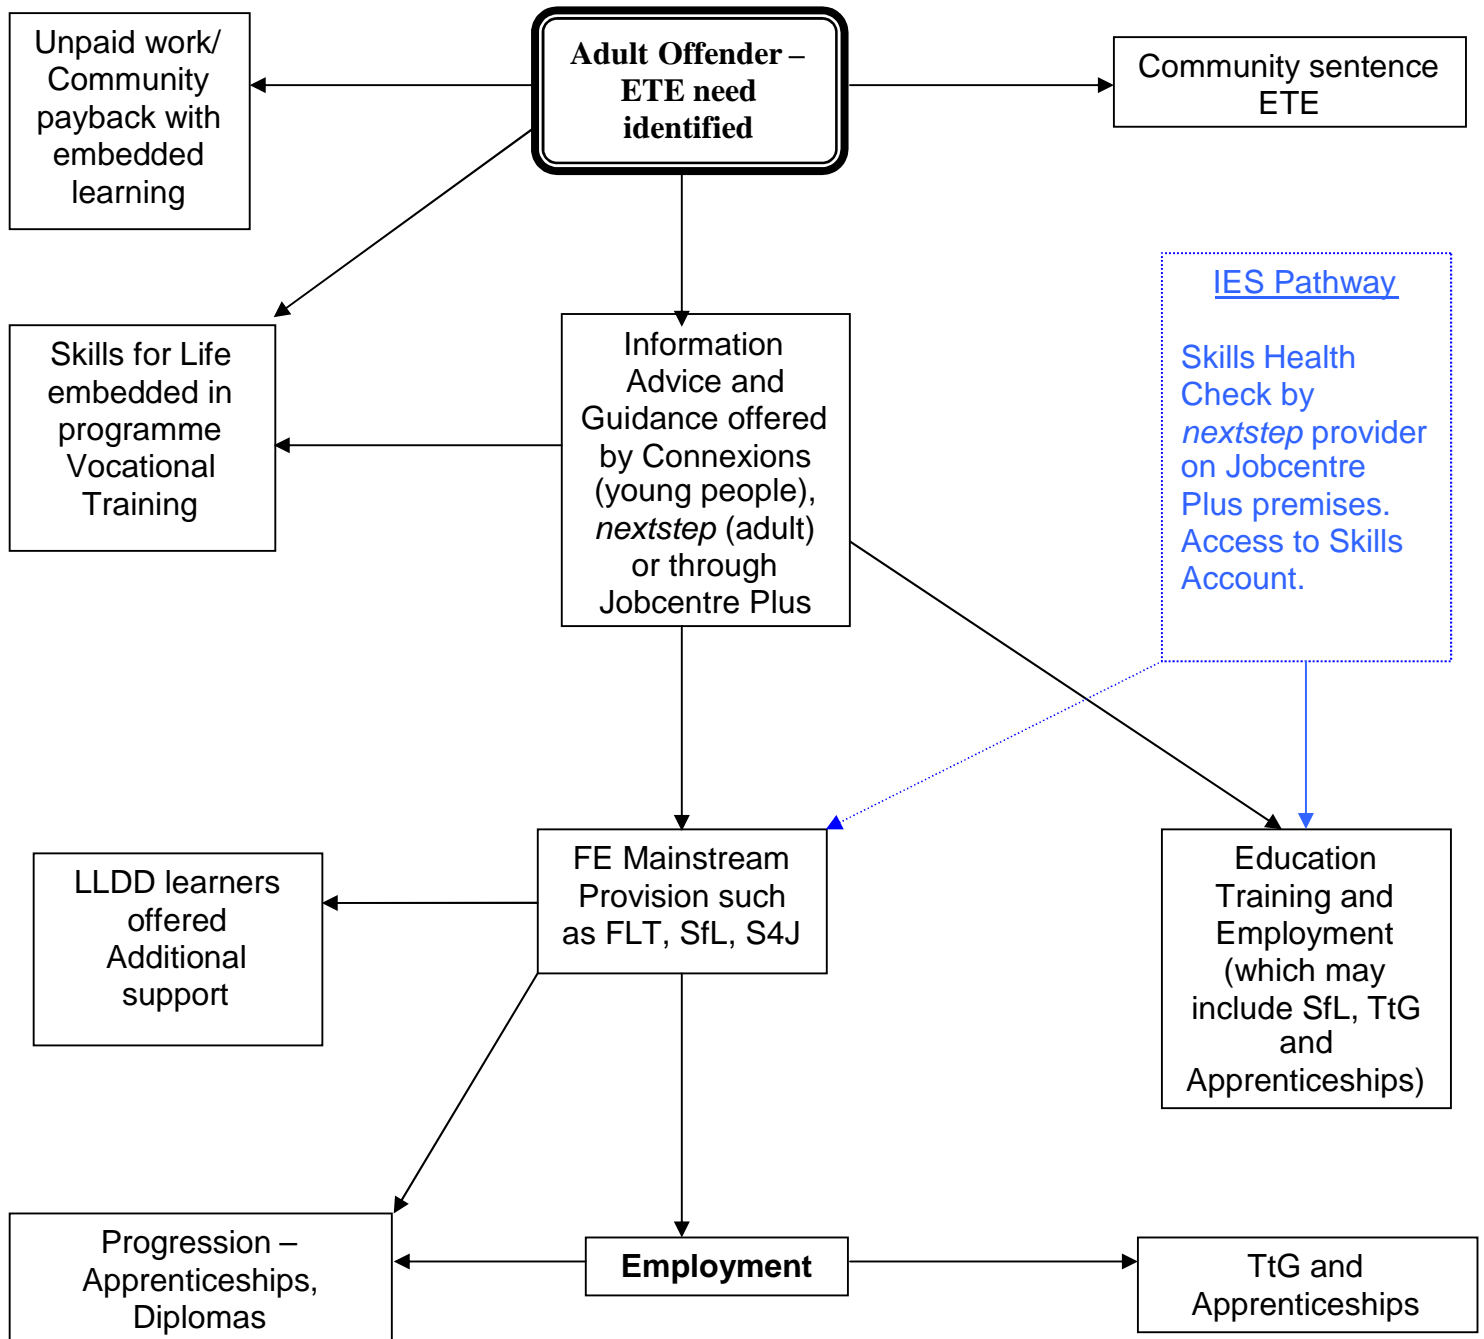 Unpaid work/
Community
payback with
embedded
learning
Adult Offender –
ETE need
identified
Community sentence
ETE
IES Pathway
Skills Health
Check by
nextstep provider
on Jobcentre
Plus premises.
Access to Skills
Account.
Skills for Life
embedded in
programme
Vocational
Training
Information
Advice and
Guidance offered
by Connexions
(young people),
nextstep (adult)
or through
Jobcentre Plus
LLDD learners
offered
Additional
support
FE Mainstream
Provision such
as FLT, SfL, S4J
Education
Training and
Employment
(which may
include SfL, TtG
and
Apprenticeships)
Progression –
Apprenticeships,
Diplomas
Employment
TtG and
Apprenticeships